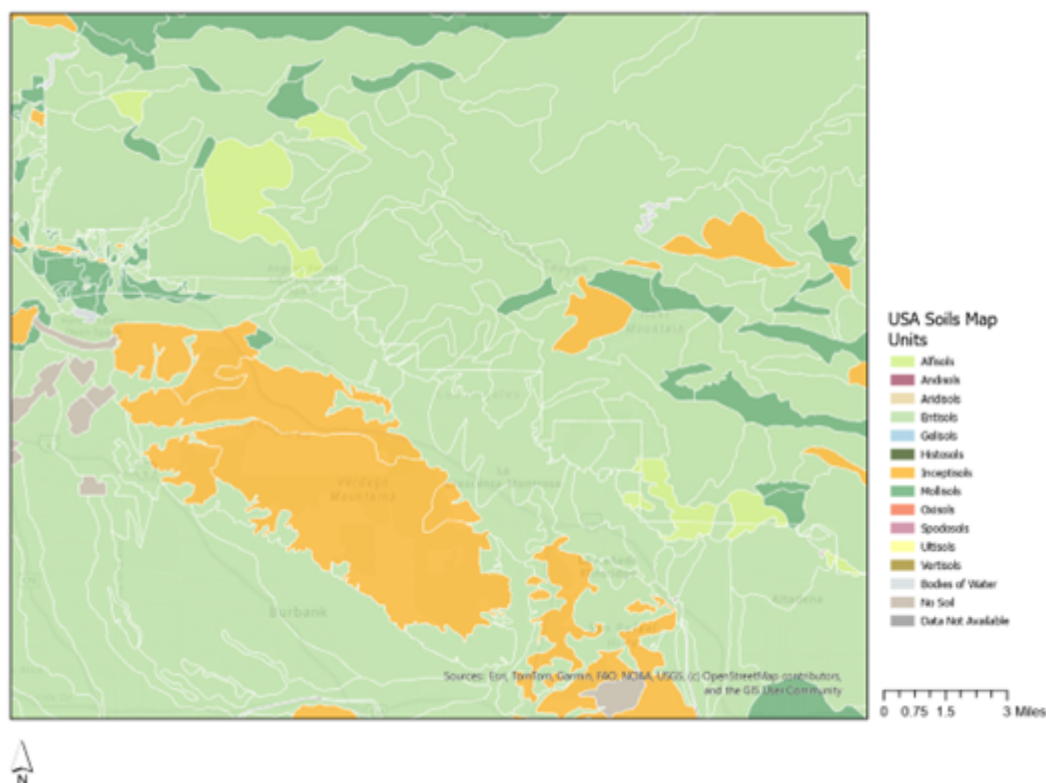 Verdugo
Mountains
La
Burbank
Altadena
Sources: Esri, TomTom, Garmin, FAO, NOAA, USGS, (c) OpenStreetMap contributors,
and the GIS User Community
USA Soils Map
Units
Alfisols
Andisols
Aridisols
Entisols
Gelisols
Histosols
Inceptisols
Mollisols
Oxisols
Spodosols
Ultisols
Vertisols
Bodies of Water
No Soil
Data Not Available
0 0.75 1.5 3 Miles
N